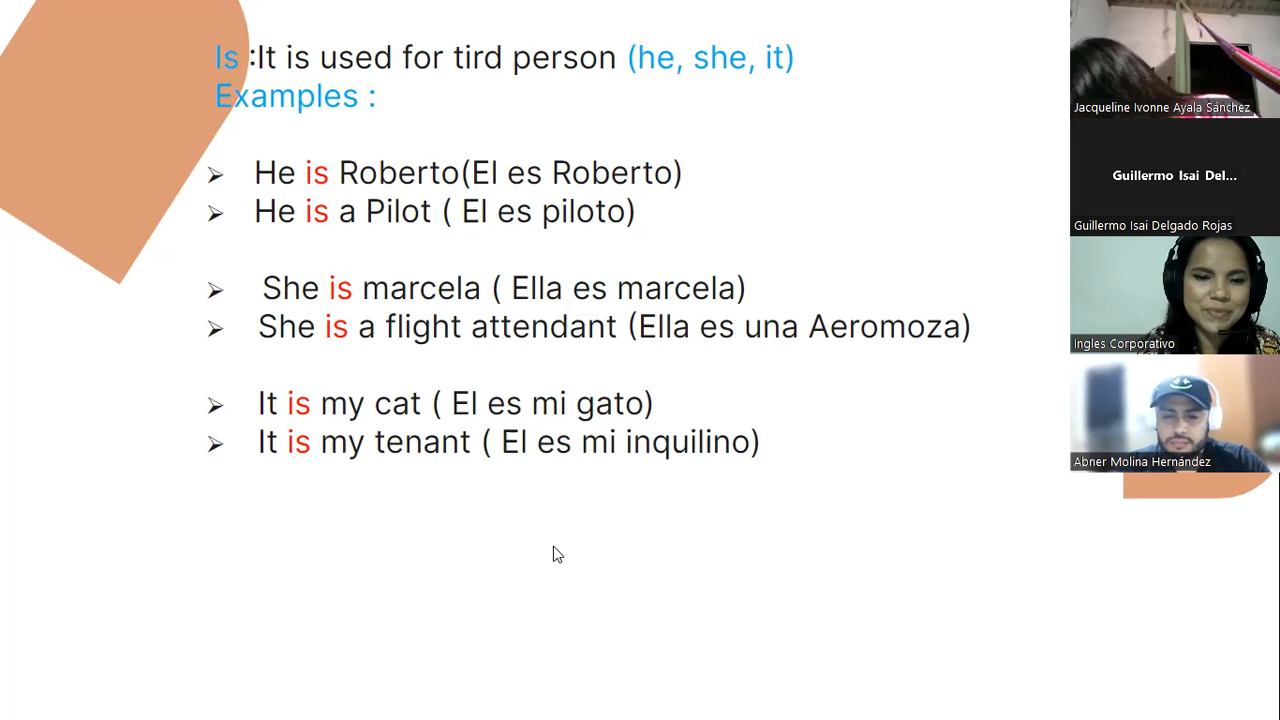 Is :It is used for tird person (he, she, it)
Examples :
➢ He is Roberto(El es Roberto)
➢ He is a Pilot ( El es piloto)
➢ She is marcela ( Ella es marcela)
➢ She is a flight attendant (Ella es una Aeromoza)
➢ It is my cat ( El es mi gato)
➢ It is my tenant ( El es mi inquilino)
Jacqueline Ivonne Ayala Sánchez
Guillermo Isai Del...
Guillermo Isai Delgado Rojas
Ingles Corporativo
Abner Molina Hernández